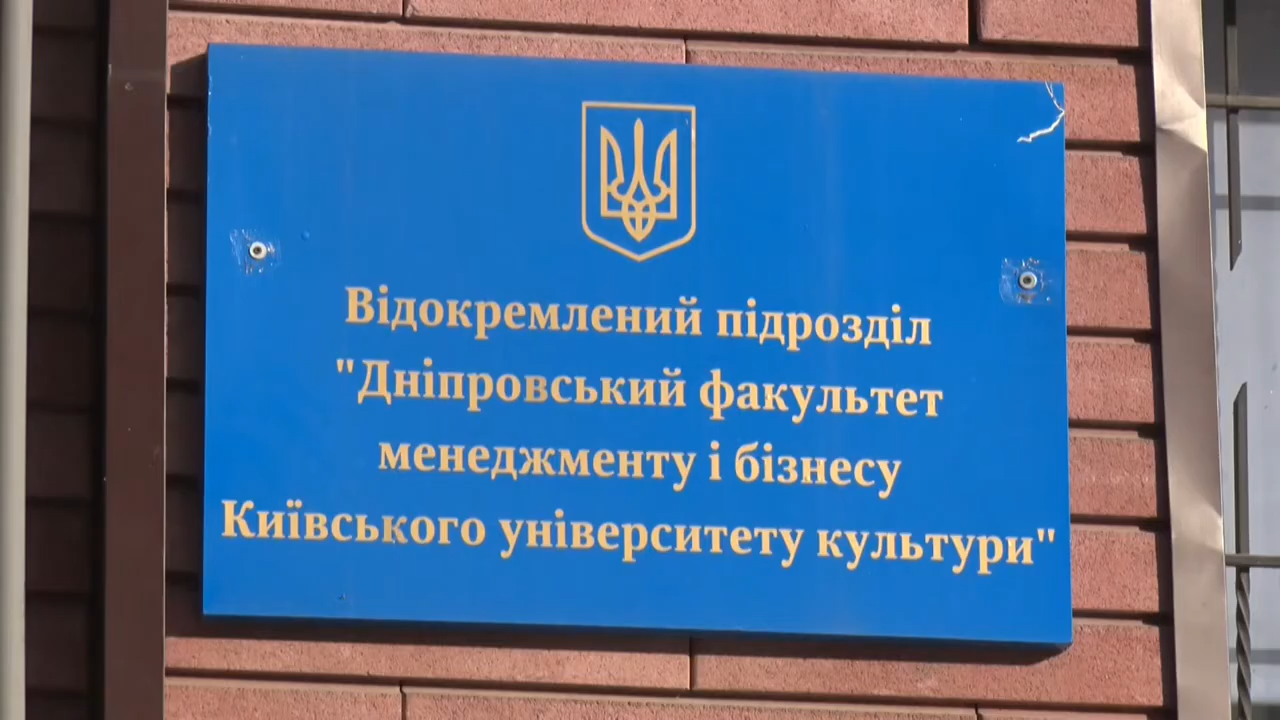 Відокремлений підрозділ
"Дніпровський факультет
менеджменту і бізнесу
Київського університету культури"